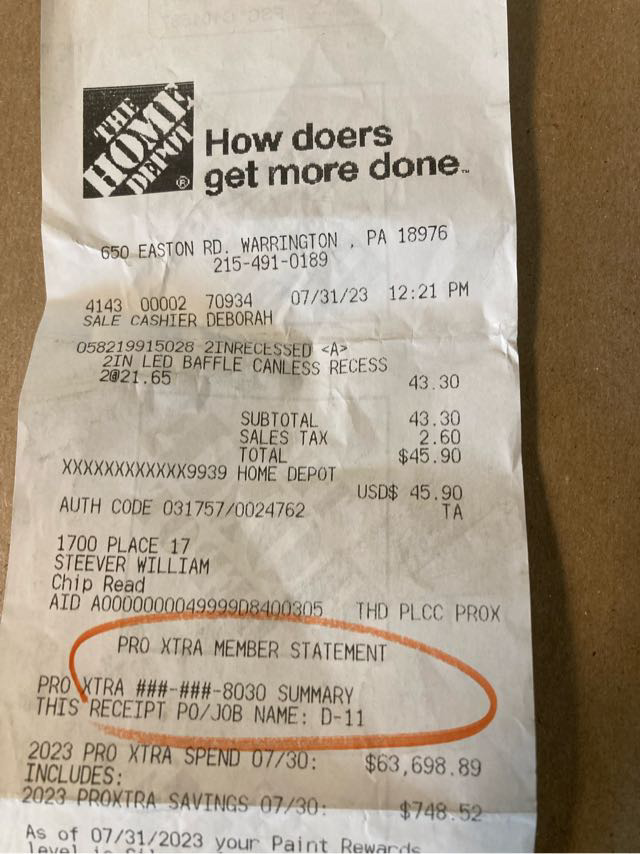 THE
HOME
DEPOT
®
How doers
get more done™
650 EASTON RD. WARRINGTON , PA 18976
215-491-0189
4143 00002 70934 07/31/23 12:21 PM
SALE CASHIER DEBORAH
058219915028 2INRECESSED <A>
2IN LED BAFFLE CANLESS RECESS
2@21.65 43.30
SUBTOTAL 43.30
SALES TAX 2.60
TOTAL $45.90
XXXXXXXXXXXX9939 HOME DEPOT
USD$ 45.90
AUTH CODE 031757/0024762 TA
1700 PLACE 17
STEEVER WILLIAM
Chip Read
AID A0000000049999D8400305 THD PLCC PROX
PRO XTRA MEMBER STATEMENT
PRO XTRA ###-###-8030 SUMMARY
THIS RECEIPT PO/JOB NAME: D-11
2023 PRO XTRA SPEND 07/30: $63,698.89
INCLUDES:
2023 PROXTRA SAVINGS 07/30: $748.52
As of 07/31/2023 your Paint Rewards
level is